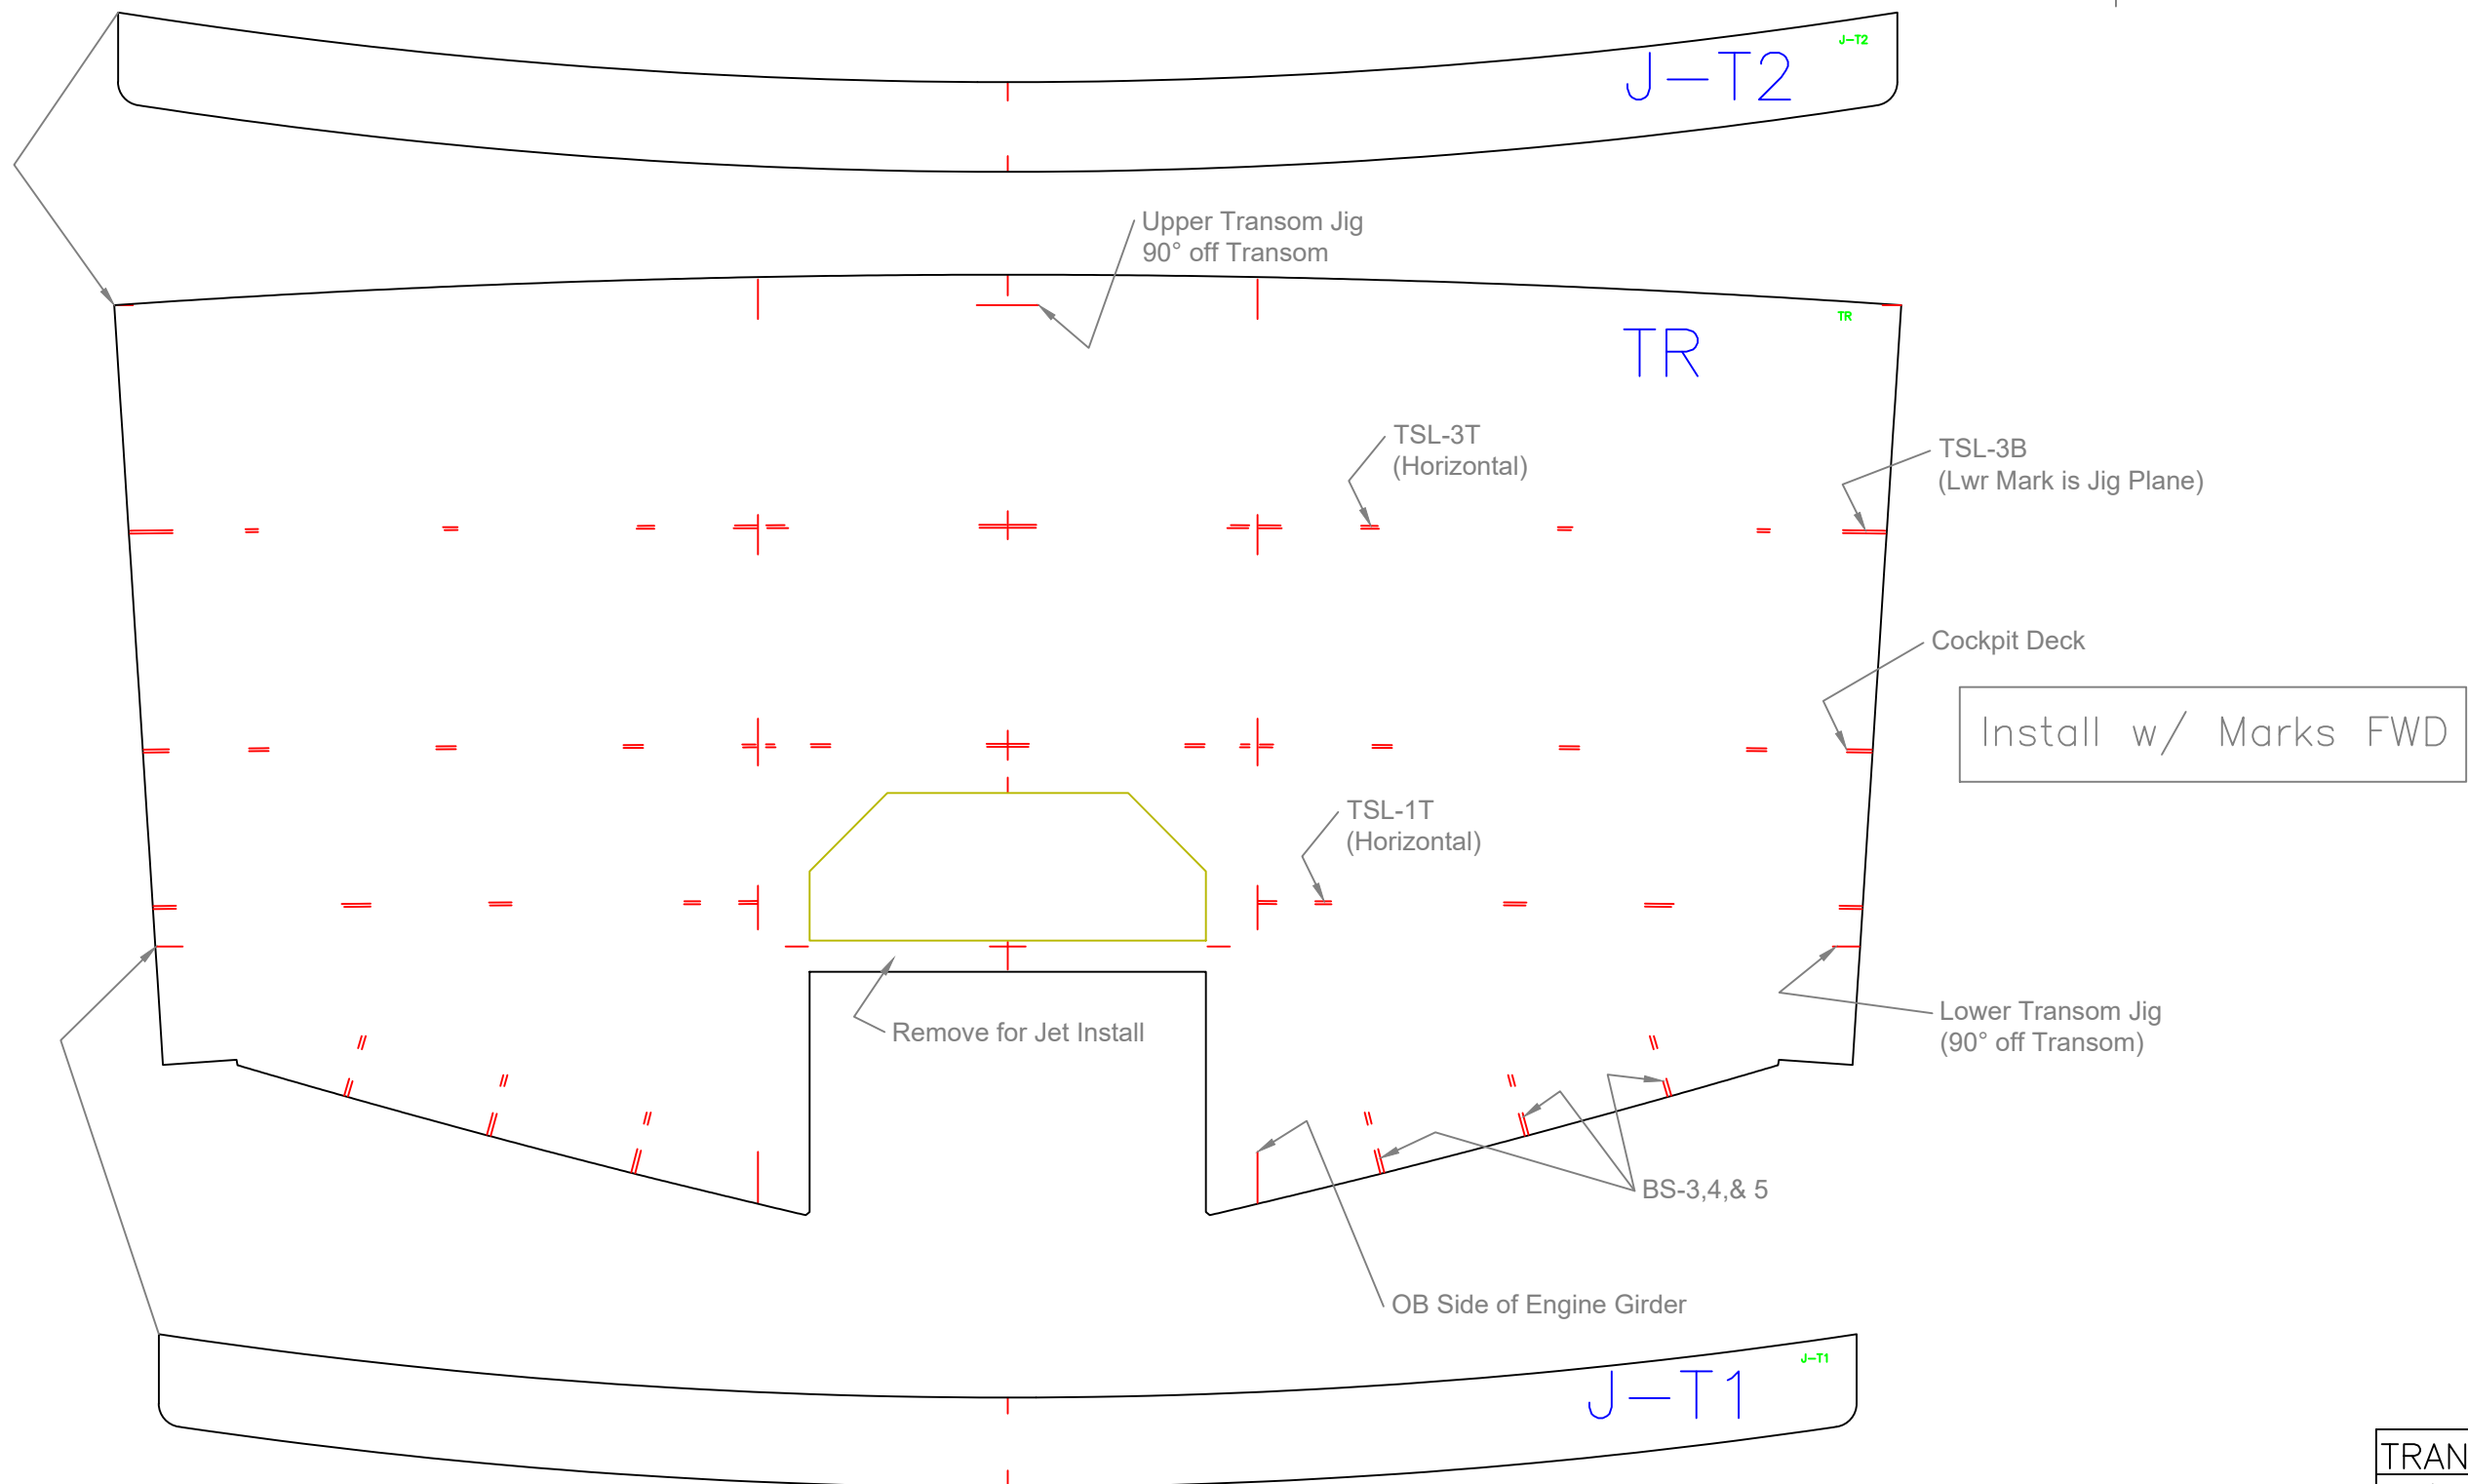 J-T2
J-T2
Upper Transom Jig
90° off Transom
TR
TR
TSL-3T
(Horizontal)
TSL-3B
(Lwr Mark is Jig Plane)
Cockpit Deck
Install w/ Marks FWD
TSL-1T
(Horizontal)
Remove for Jet Install
Lower Transom Jig
(90° off Transom)
BS-3,4,& 5
OB Side of Engine Girder
J-T1
J-T1
TRAN